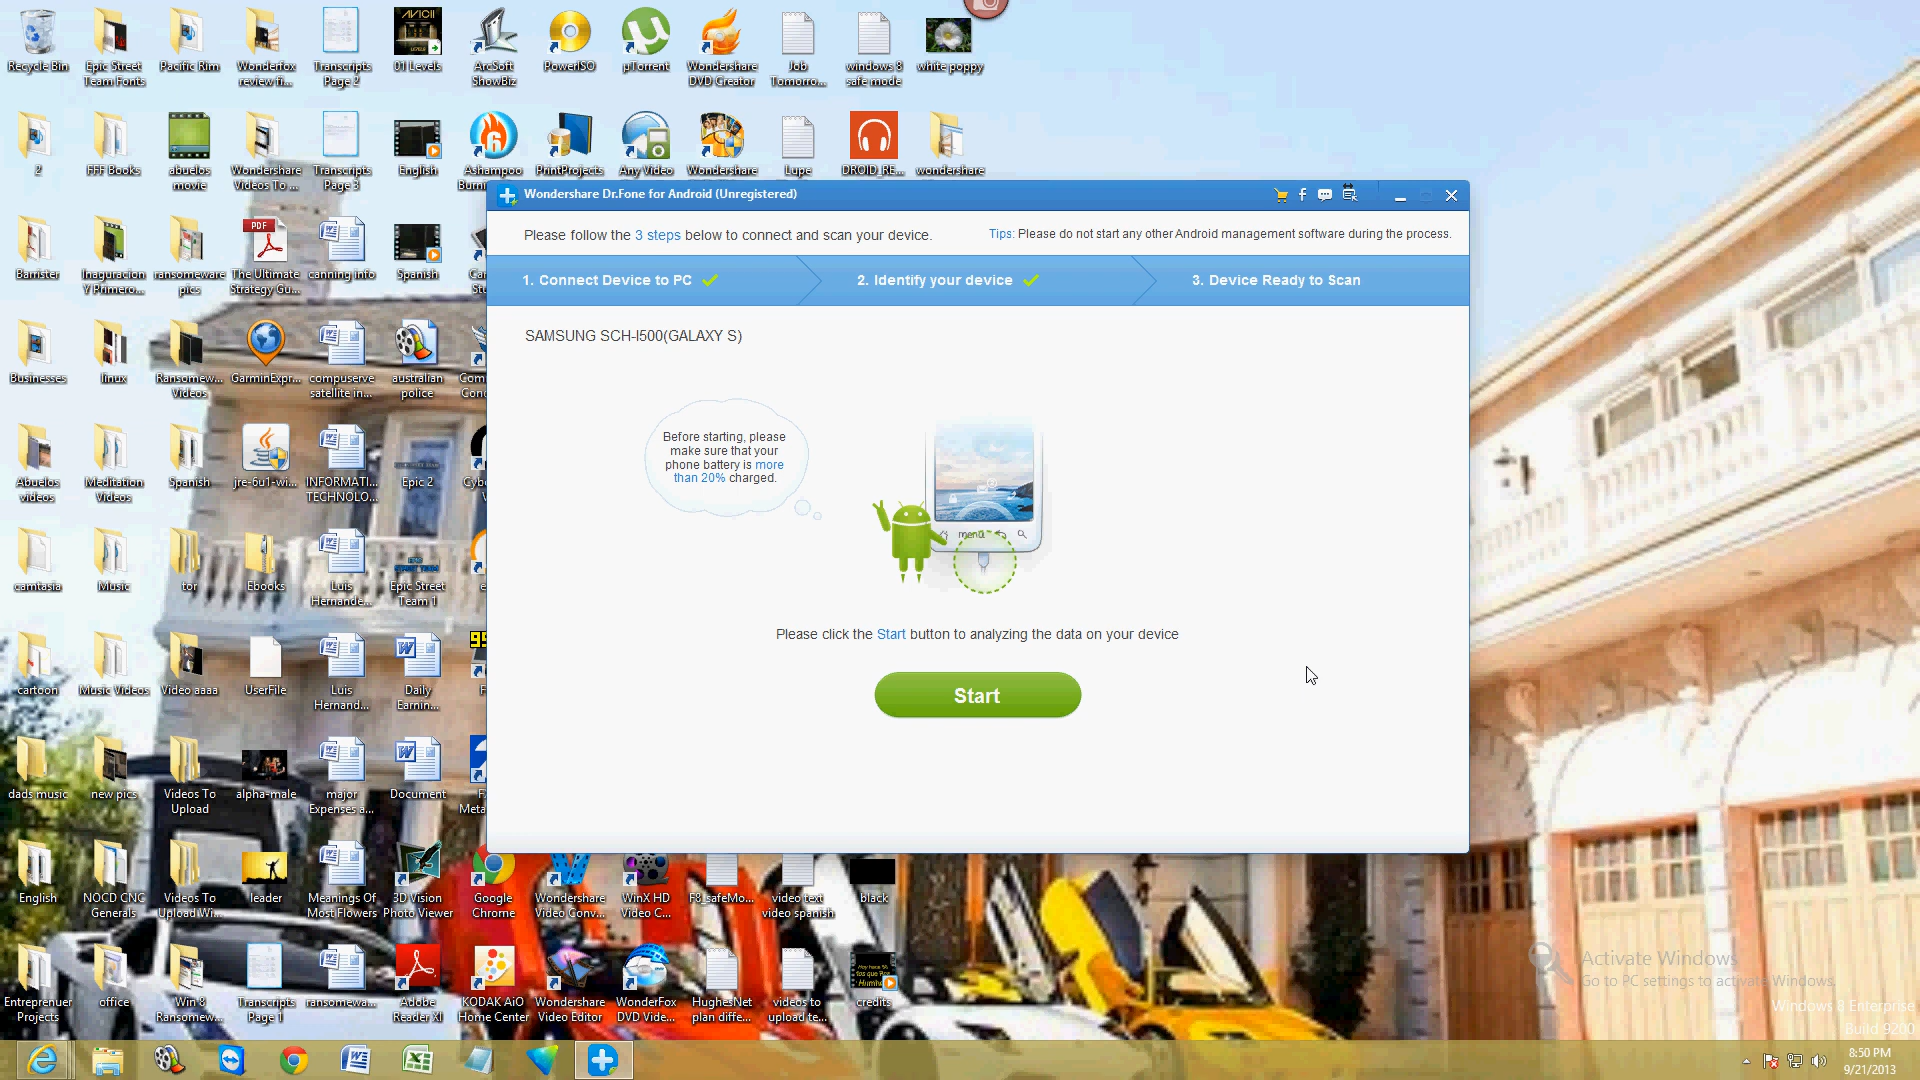 Recycle Bin
Epic Street
Team Fonts
Pacific Rim
Wonderfox
review fi...
Transcripts
Page 2
AVICII
LEVELS
01 Levels
ArcSoft
ShowBiz
PowerISO
µTorrent
Wondershare
DVD Creator
Job
Tomorro...
windows 8
safe mode
white poppy
2
FFF Books
abuelos
movie
Wondershare
Videos To ...
Transcripts
Page 3
English
Ashampoo
Burni...
PrintProjects
Any Video
Wondershare
Lupe
DROID_RE...
wondershare
Wondershare Dr.Fone for Android (Unregistered)
Please follow the 3 steps below to connect and scan your device.
Tips: Please do not start any other Android management software during the process.
1. Connect Device to PC
2. Identify your device
3. Device Ready to Scan
SAMSUNG SCH-I500(GALAXY S)
Before starting, please
make sure that your
phone battery is more
than 20% charged.
menu
Please click the Start button to analyzing the data on your device
Start
Barrister
Inaguracion
Y Primero...
ransomeware
pics
PDF
The Ultimate
Strategy Gu...
canning info
Spanish
Businesses
linux
Ransomew...
Videos
GarminExpr...
compuserve
satellite in...
australian
police
Abuelos
videos
Meditation
Videos
Spanish
jre-6u1-wi...
INFORMATI...
TECHNOLO...
Epic 2
camtasia
Music
tor
Ebooks
Luis
Hernande...
Epic Street
Team 1
cartoon
Music Videos
Video aaaa
UserFile
Luis
Hernand...
Daily
Earnin...
dads music
new pics
Videos To
Upload
alpha-male
major
Expenses a...
Document
English
NOCD CNC
Generals
Videos To
Upload Wi...
leader
Meanings Of
Most Flowers
3D Vision
Photo Viewer
Google
Chrome
Wondershare
Video Conv...
WinX HD
Video C...
F8_safeMo...
video text
video spanish
black
Entreprenuer
Projects
office
Win 8
Ransomew...
Transcripts
Page 1
ransomewa...
Adobe
Reader XI
KODAK AiO
Home Center
Wondershare
Video Editor
WonderFox
DVD Vide...
HughesNet
plan diffe...
videos to
upload te...
credits
Activate Windows
Go to PC settings to activate Windows.
Windows 8 Enterprise
Build 9200
8:50 PM
9/21/2013